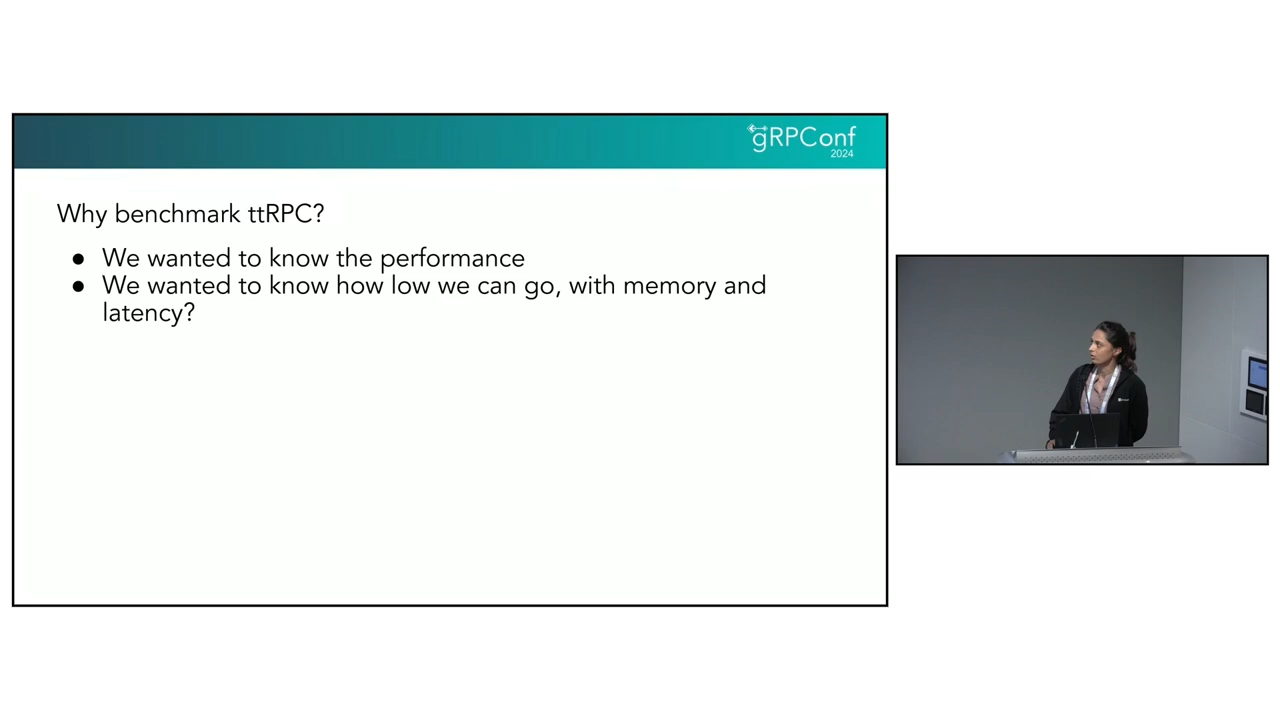 gRPConf
2024
Why benchmark ttRPC?
● We wanted to know the performance
● We wanted to know how low we can go, with memory and
latency?